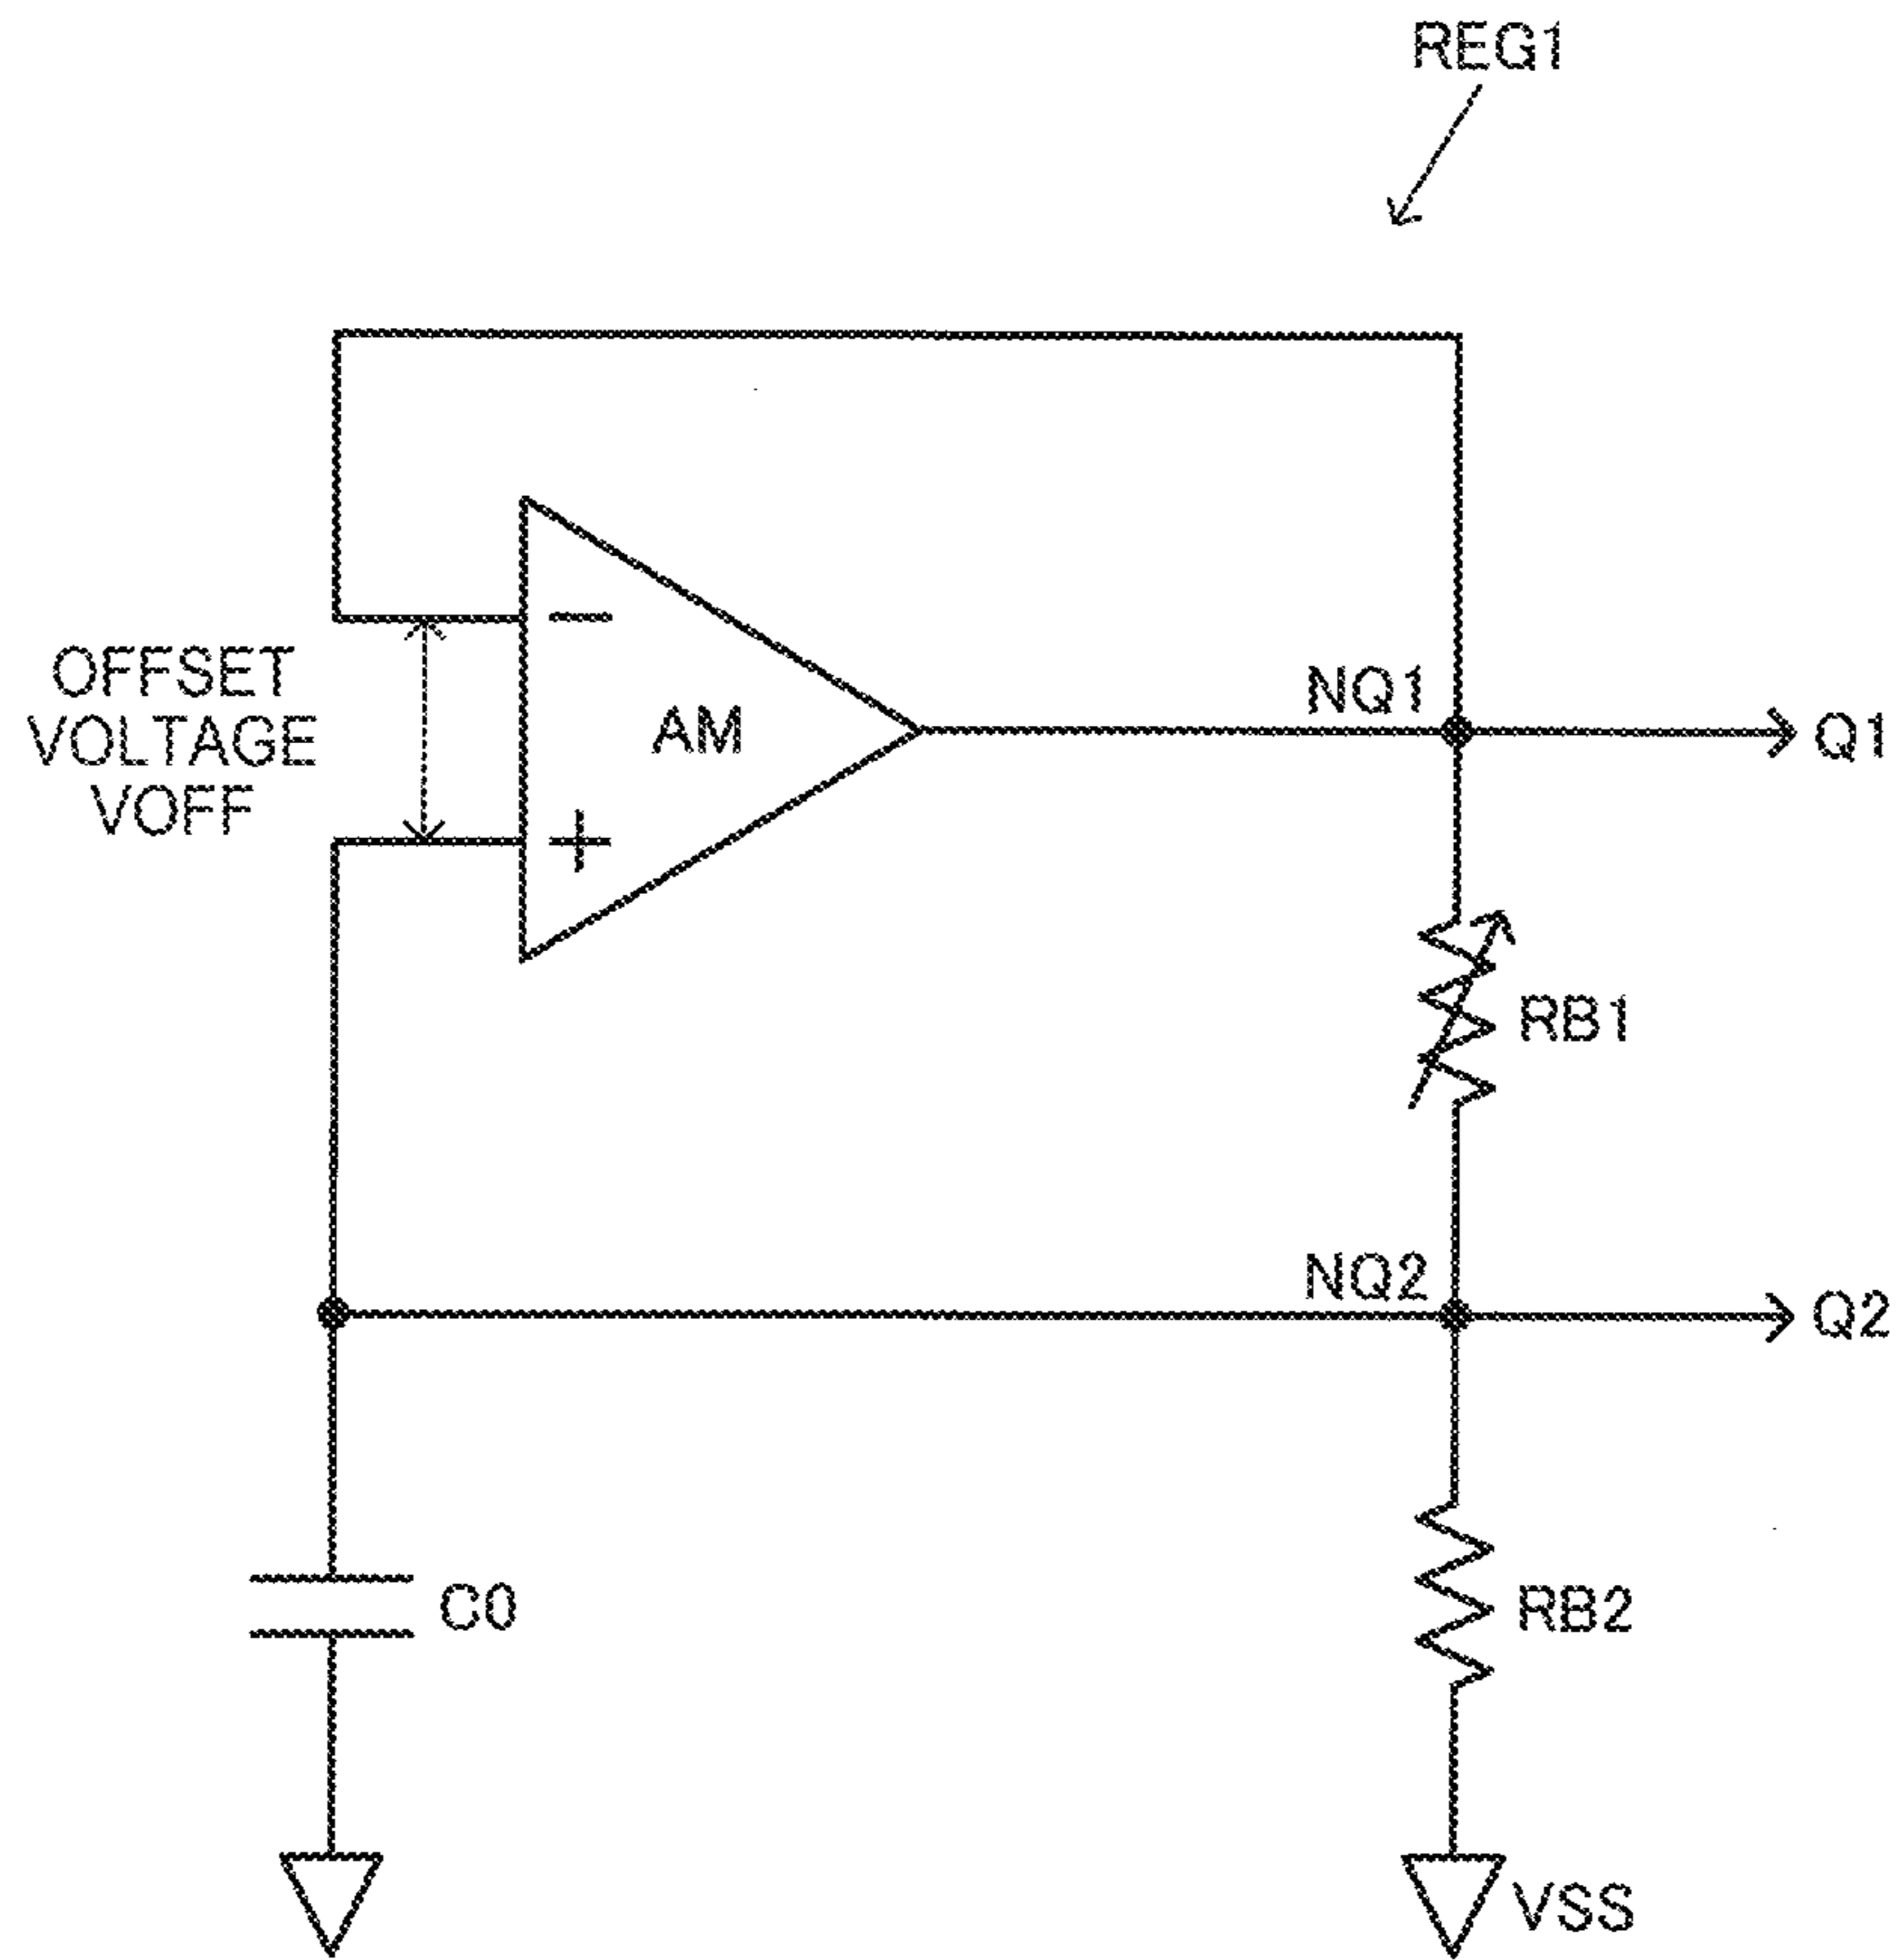 REG1
OFFSET
VOLTAGE
VOFF
−
+
AM
NQ1
Q1
RB1
NQ2
Q2
C0
RB2
VSS